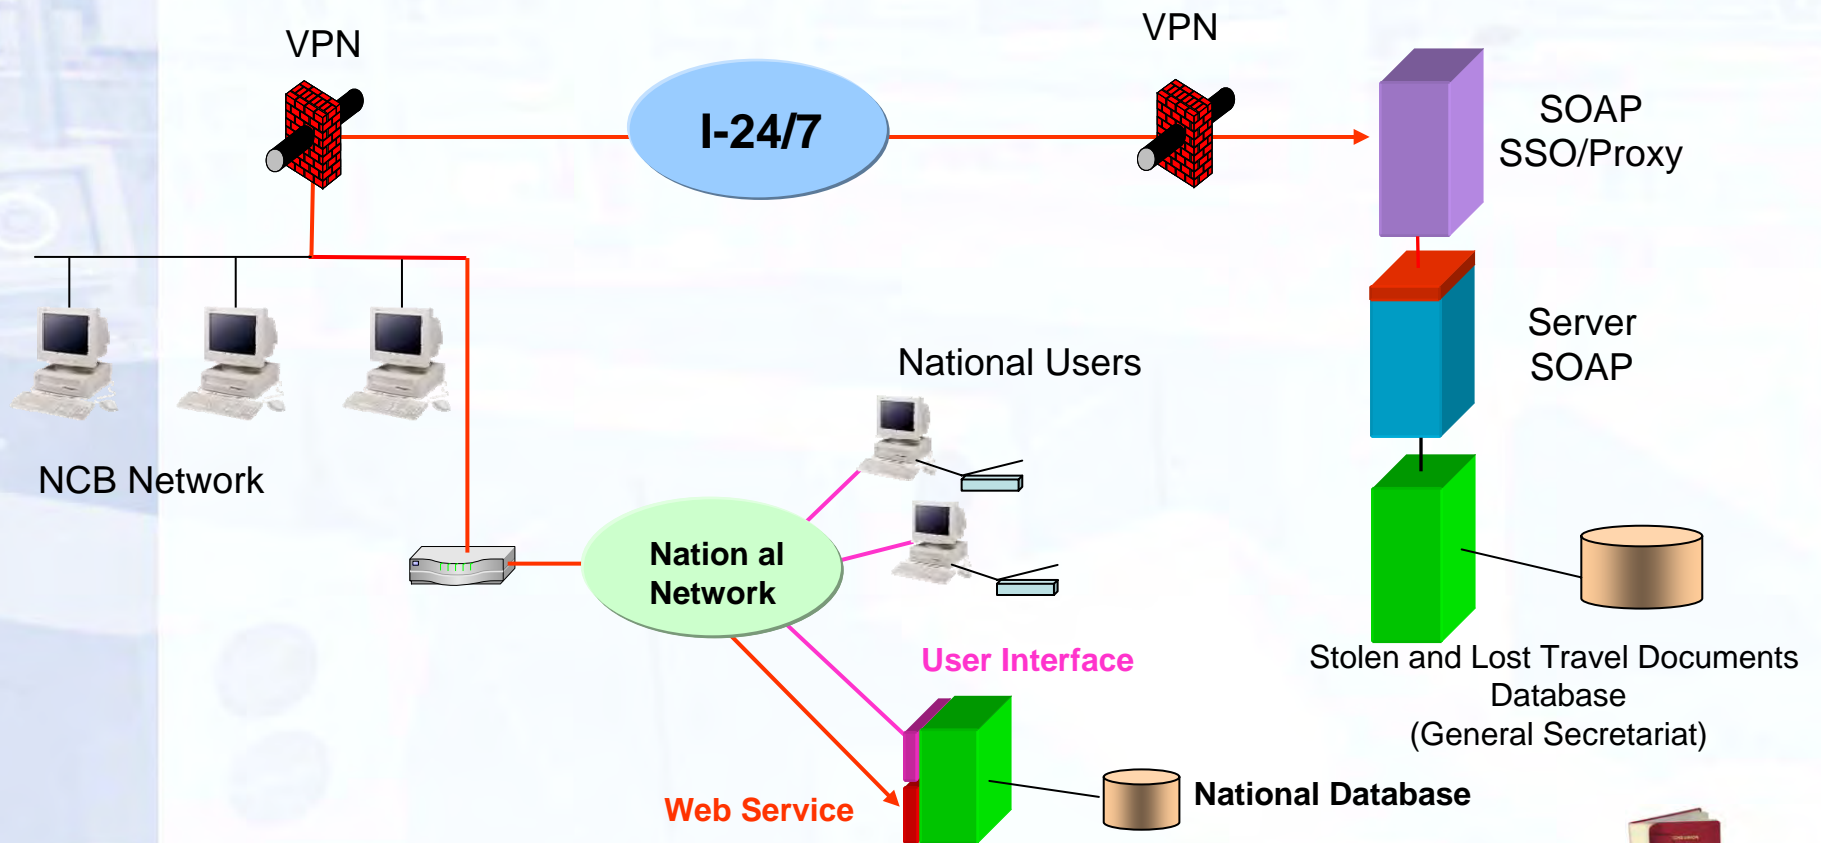 VPN
VPN
I-24/7
SOAP
SSO/Proxy
Server
SOAP
National Users
NCB Network
Nation al
Network
User Interface
Stolen and Lost Travel Documents
Database
(General Secretariat)
Web Service
National Database